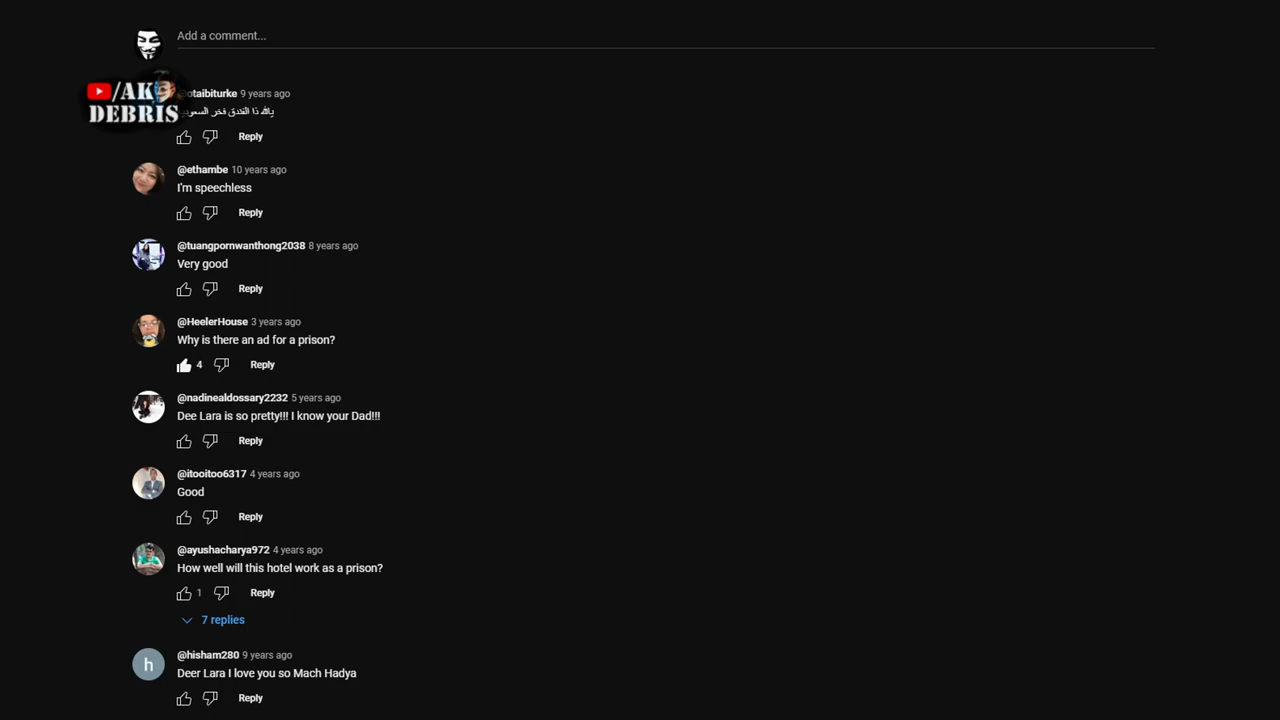 Add a comment...
/AK
DEBRIS
otaibiturke 9 years ago
بالله ذا الفندق فخر
Reply
@ethambe 10 years ago
I'm speechless
Reply
@tuangpornwanthong2038 8 years ago
Very good
Reply
@HeelerHouse 3 years ago
Why is there an ad for a prison?
4 Reply
@nadinealdossary2232 5 years ago
Dee Lara is so pretty!!! I know your Dad!!!
Reply
@itooitoo6317 4 years ago
Good
Reply
@ayushacharya972 4 years ago
How well will this hotel work as a prison?
1 Reply
7 replies
h
@hisham280 9 years ago
Deer Lara I love you so Mach Hadya
Reply